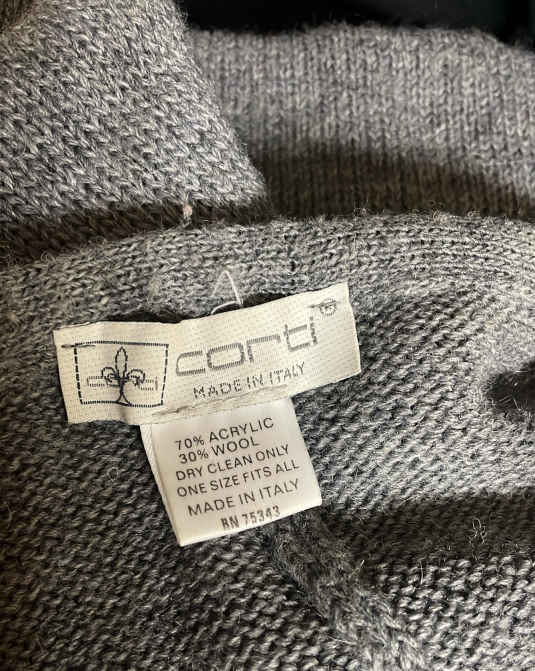 corti®
MADE IN ITALY
70% ACRYLIC
30% WOOL
DRY CLEAN ONLY
ONE SIZE FITS ALL
MADE IN ITALY
RN 75343